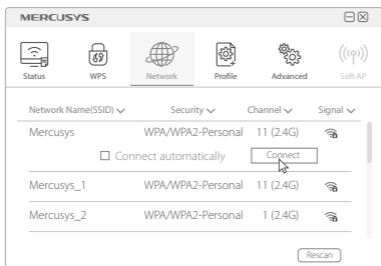 MERCUSYS
Status WPS Network Profile Advanced Soft AP
Network Name(SSID) Security Channel Signal
Mercusys WPA/WPA2-Personal 11 (2.4G)
Connect automatically Connect
Mercusys_1 WPA/WPA2-Personal 11 (2.4G)
Mercusys_2 WPA/WPA2-Personal 1 (2.4G)
Rescan